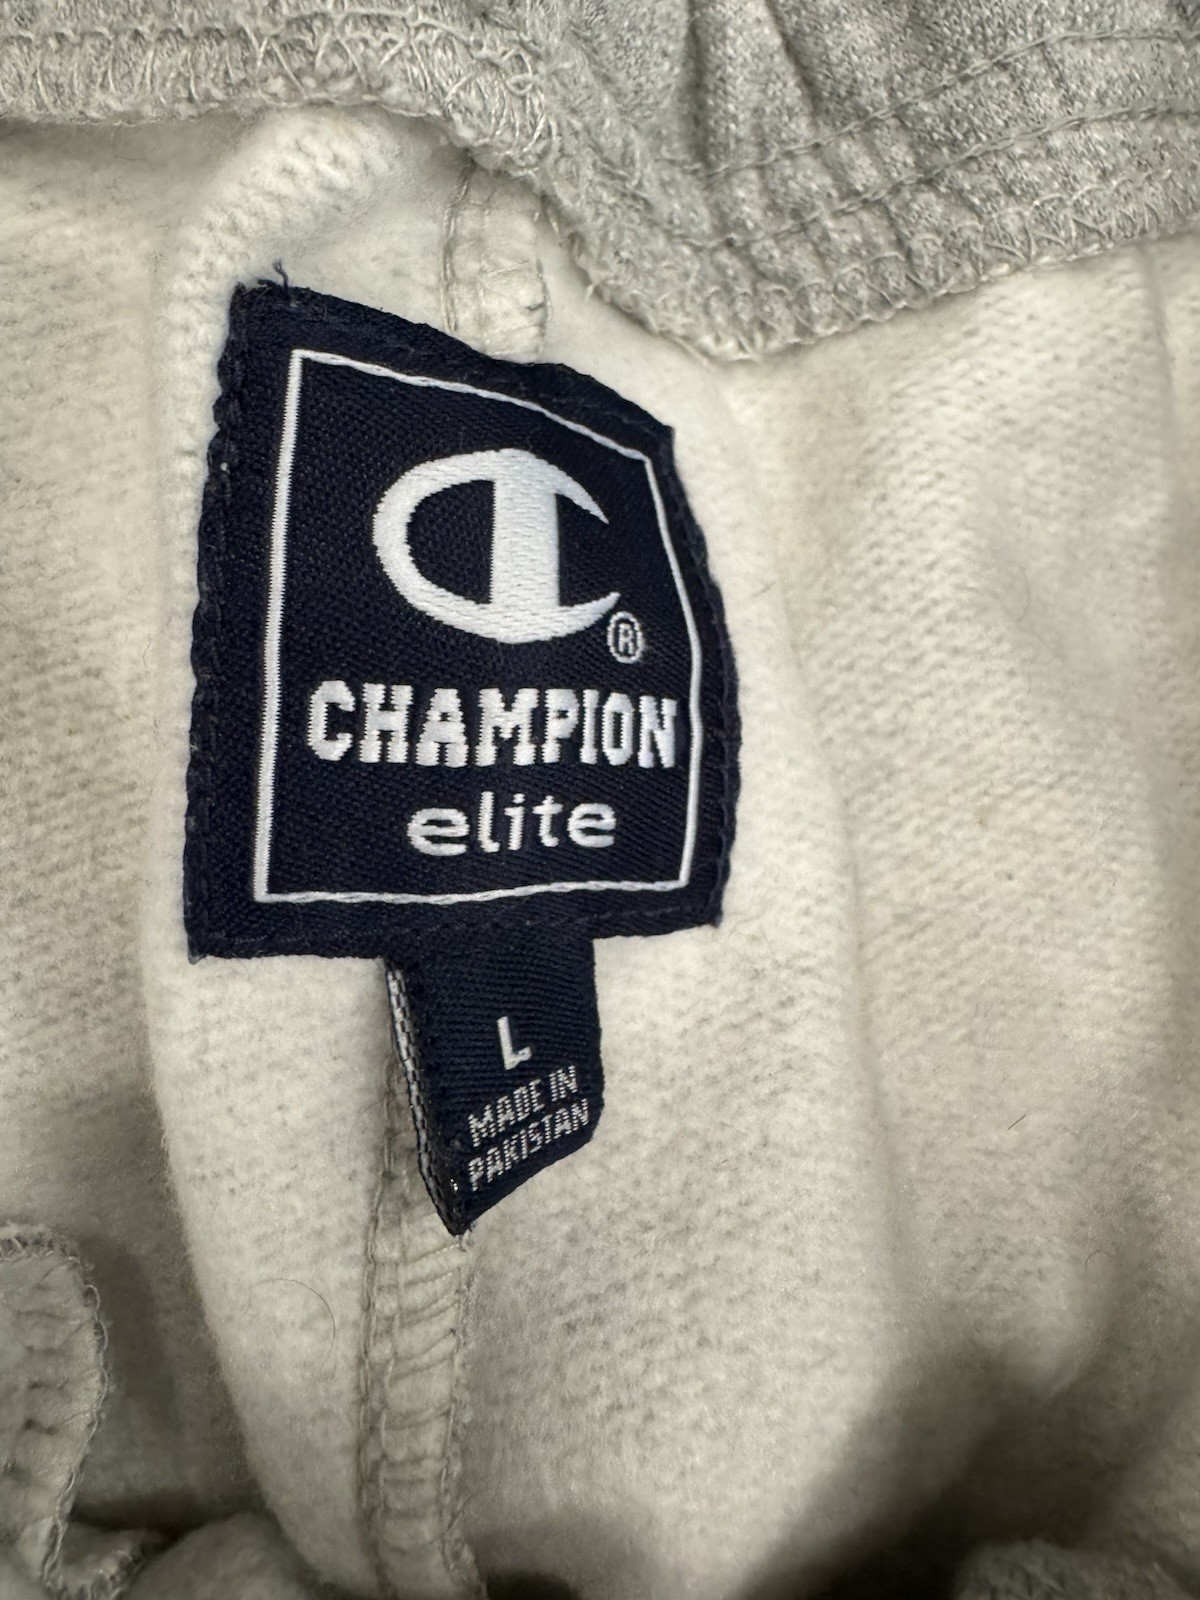 C®
CHAMPION
elite
L
MADE IN
PAKISTAN